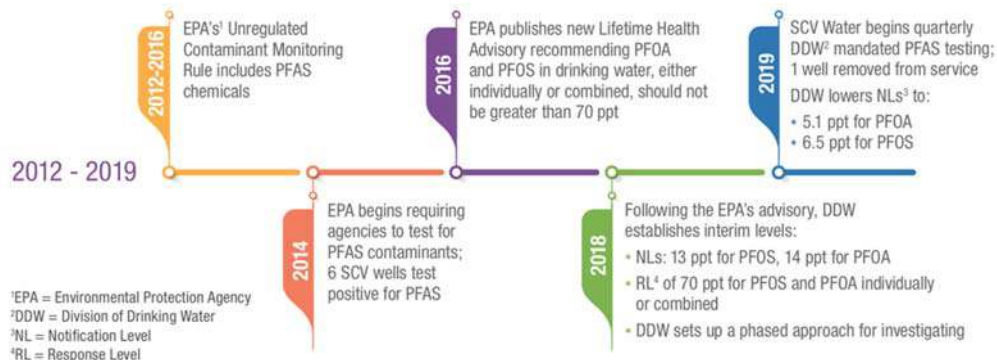 2012-2016
EPA's¹ Unregulated
Contaminant Monitoring
Rule includes PFAS
chemicals
2016
EPA publishes new Lifetime Health
Advisory recommending PFOA
and PFOS in drinking water, either
individually or combined, should not
be greater than 70 ppt
2019
SCV Water begins quarterly
DDW² mandated PFAS testing;
1 well removed from service
DDW lowers NLs³ to:
• 5.1 ppt for PFOA
• 6.5 ppt for PFOS
2012 - 2019
2014
EPA begins requiring
agencies to test for
PFAS contaminants;
6 SCV wells test
positive for PFAS
2018
Following the EPA's advisory, DDW
establishes interim levels:
• NLs: 13 ppt for PFOS, 14 ppt for PFOA
• RL⁴ of 70 ppt for PFOS and PFOA individually
or combined
• DDW sets up a phased approach for investigating
¹EPA = Environmental Protection Agency
²DDW = Division of Drinking Water
³NL = Notification Level
⁴RL = Response Level